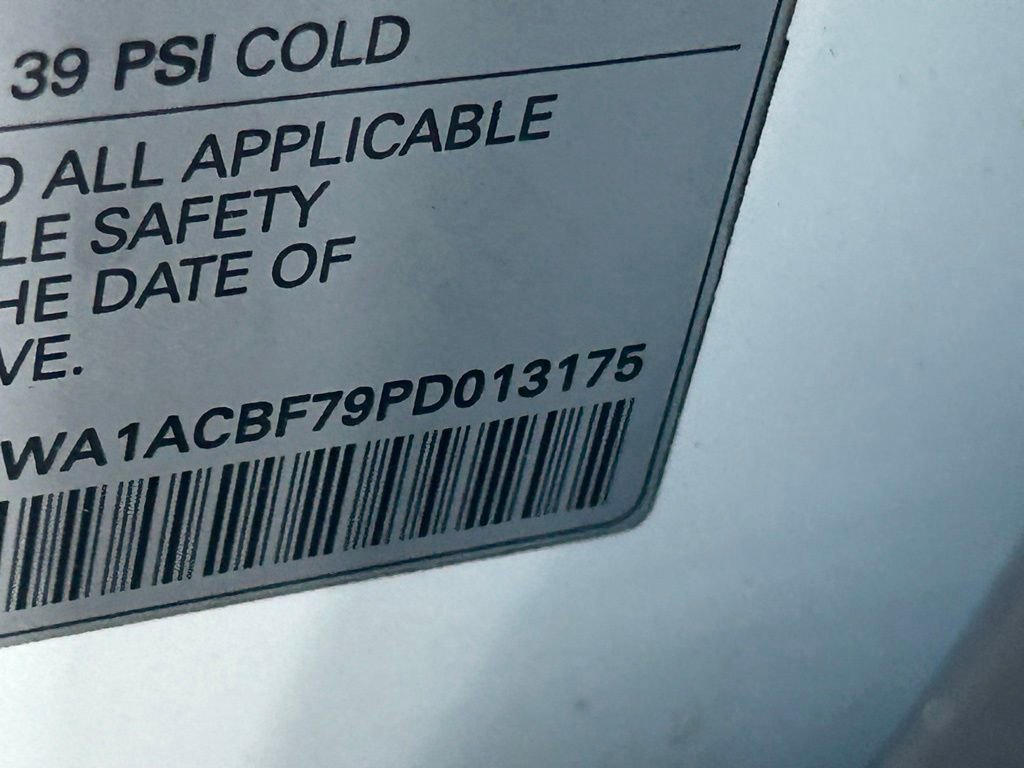 39 PSI COLD
D ALL APPLICABLE
LE SAFETY
HE DATE OF
VE.
WA1ACBF79PD013175